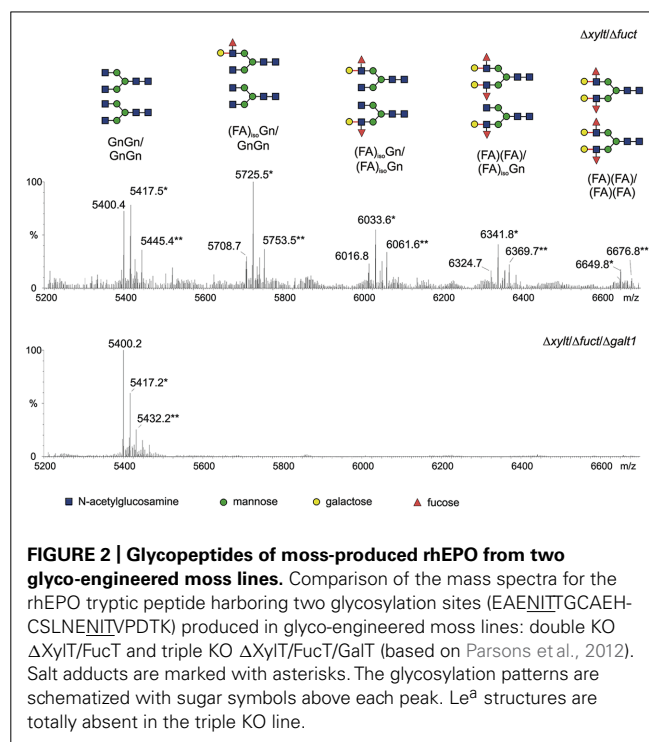 Δxylt/Δfuct
GnGn/
GnGn
(FA)isoGn/
GnGn
(FA)isoGn/
(FA)isoGn
(FA)(FA)/
(FA)isoGn
(FA)(FA)/
(FA)(FA)
100
%
5400.4
5417.5*
5445.4**
5708.7
5725.5*
5753.5**
6016.8
6033.6*
6061.6**
6324.7
6341.8*
6369.7**
6649.8*
6676.8**
5200 5400 5600 5800 6000 6200 6400 6600 m/z
Δxylt/Δfuct/Δgalt1
100
%
5400.2
5417.2*
5432.2**
5200 5400 5600 5800 6000 6200 6400 6600 m/z
N-acetylglucosamine mannose galactose fucose
FIGURE 2 | Glycopeptides of moss-produced rhEPO from two
glyco-engineered moss lines. Comparison of the mass spectra for the
rhEPO tryptic peptide harboring two glycosylation sites (EAENITTGCAEH-
CSLNENITVPDTK) produced in glyco-engineered moss lines: double KO
ΔXylT/FucT and triple KO ΔXylT/FucT/GalT (based on Parsons et al., 2012).
Salt adducts are marked with asterisks. The glycosylation patterns are
schematized with sugar symbols above each peak. Leª structures are
totally absent in the triple KO line.